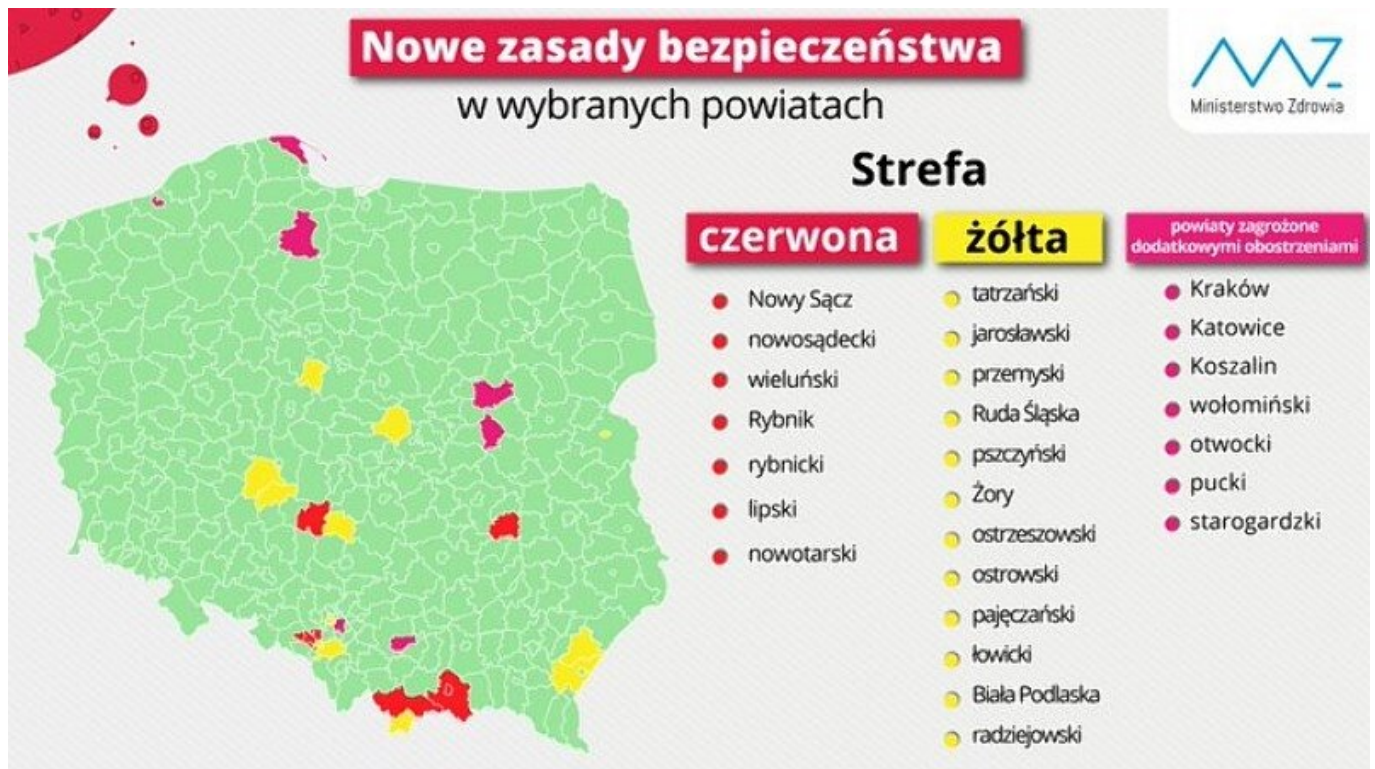 Nowe zasady bezpieczeństwa
w wybranych powiatach
Ministerstwo Zdrowia
Strefa
czerwona
Nowy Sącz
nowosądecki
wieluński
Rybnik
rybnicki
lipski
nowotarski
żółta
tatrzański
jarosławski
przemyski
Ruda Śląska
pszczyński
Żory
ostrzeszowski
ostrowski
pajęczański
łowicki
Biała Podlaska
radziejowski
powiaty zagrożone
dodatkowymi obostrzeniami
Kraków
Katowice
Koszalin
wołomiński
otwocki
pucki
starogardzki